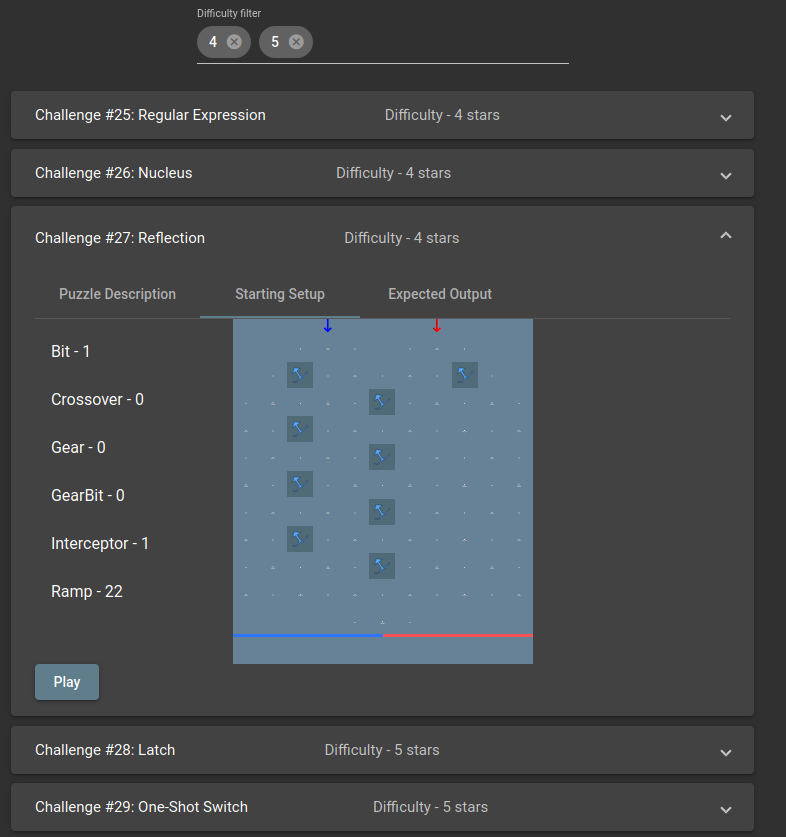 Difficulty filter
4 5
Challenge #25: Regular Expression Difficulty - 4 stars
Challenge #26: Nucleus Difficulty - 4 stars
Challenge #27: Reflection Difficulty - 4 stars
Puzzle Description Starting Setup Expected Output
Bit - 1
Crossover - 0
Gear - 0
GearBit - 0
Interceptor - 1
Ramp - 22
Play
Challenge #28: Latch Difficulty - 5 stars
Challenge #29: One-Shot Switch Difficulty - 5 stars